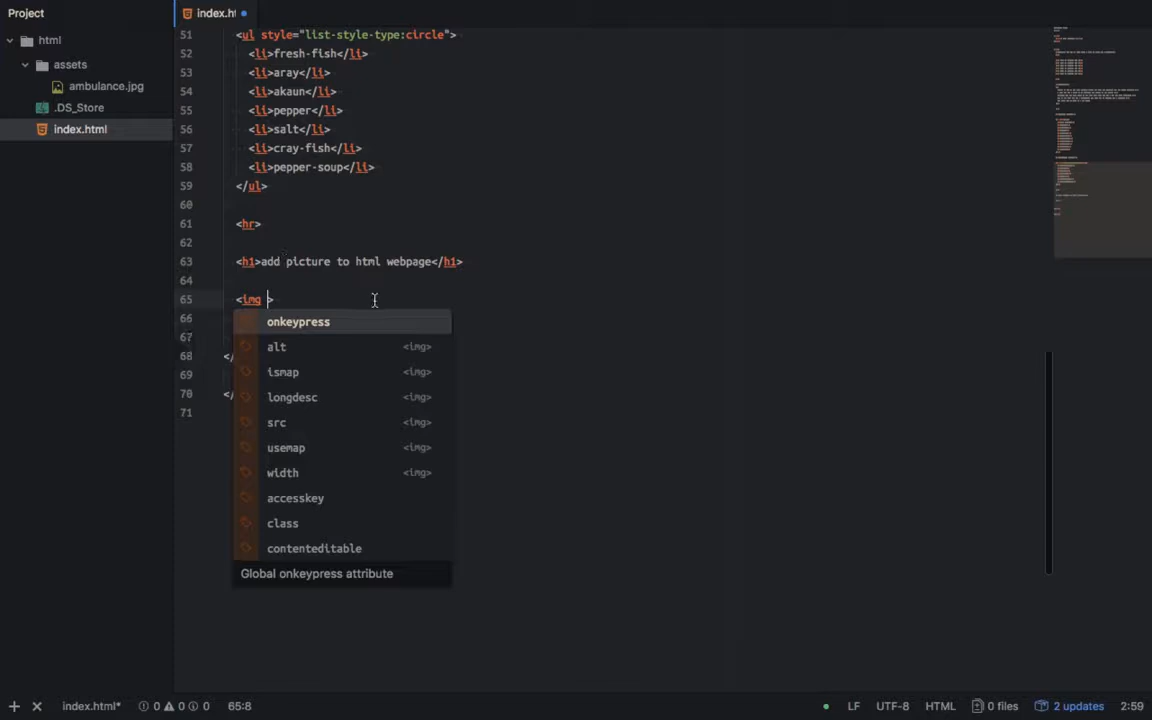 Project
index.ht
html
assets
ambulance.jpg
.DS_Store
index.html
51 <ul style="list-style-type:circle">
52 <li>fresh-fish</li>
53 <li>aray</li>
54 <li>akaun</li>
55 <li>pepper</li>
56 <li>salt</li>
57 <li>cray-fish</li>
58 <li>pepper-soup</li>
59 </ul>
60
61 <hr>
62
63 <h1>add picture to html webpage</h1>
64
65 <img >
66
67
68 </
69
70 </
71
onkeypress
alt <img>
ismap <img>
longdesc <img>
src <img>
usemap <img>
width <img>
accesskey
class
contenteditable
Global onkeypress attribute
index.html* 0 0 0 65:8 LF UTF-8 HTML 0 files 2 updates 2:59